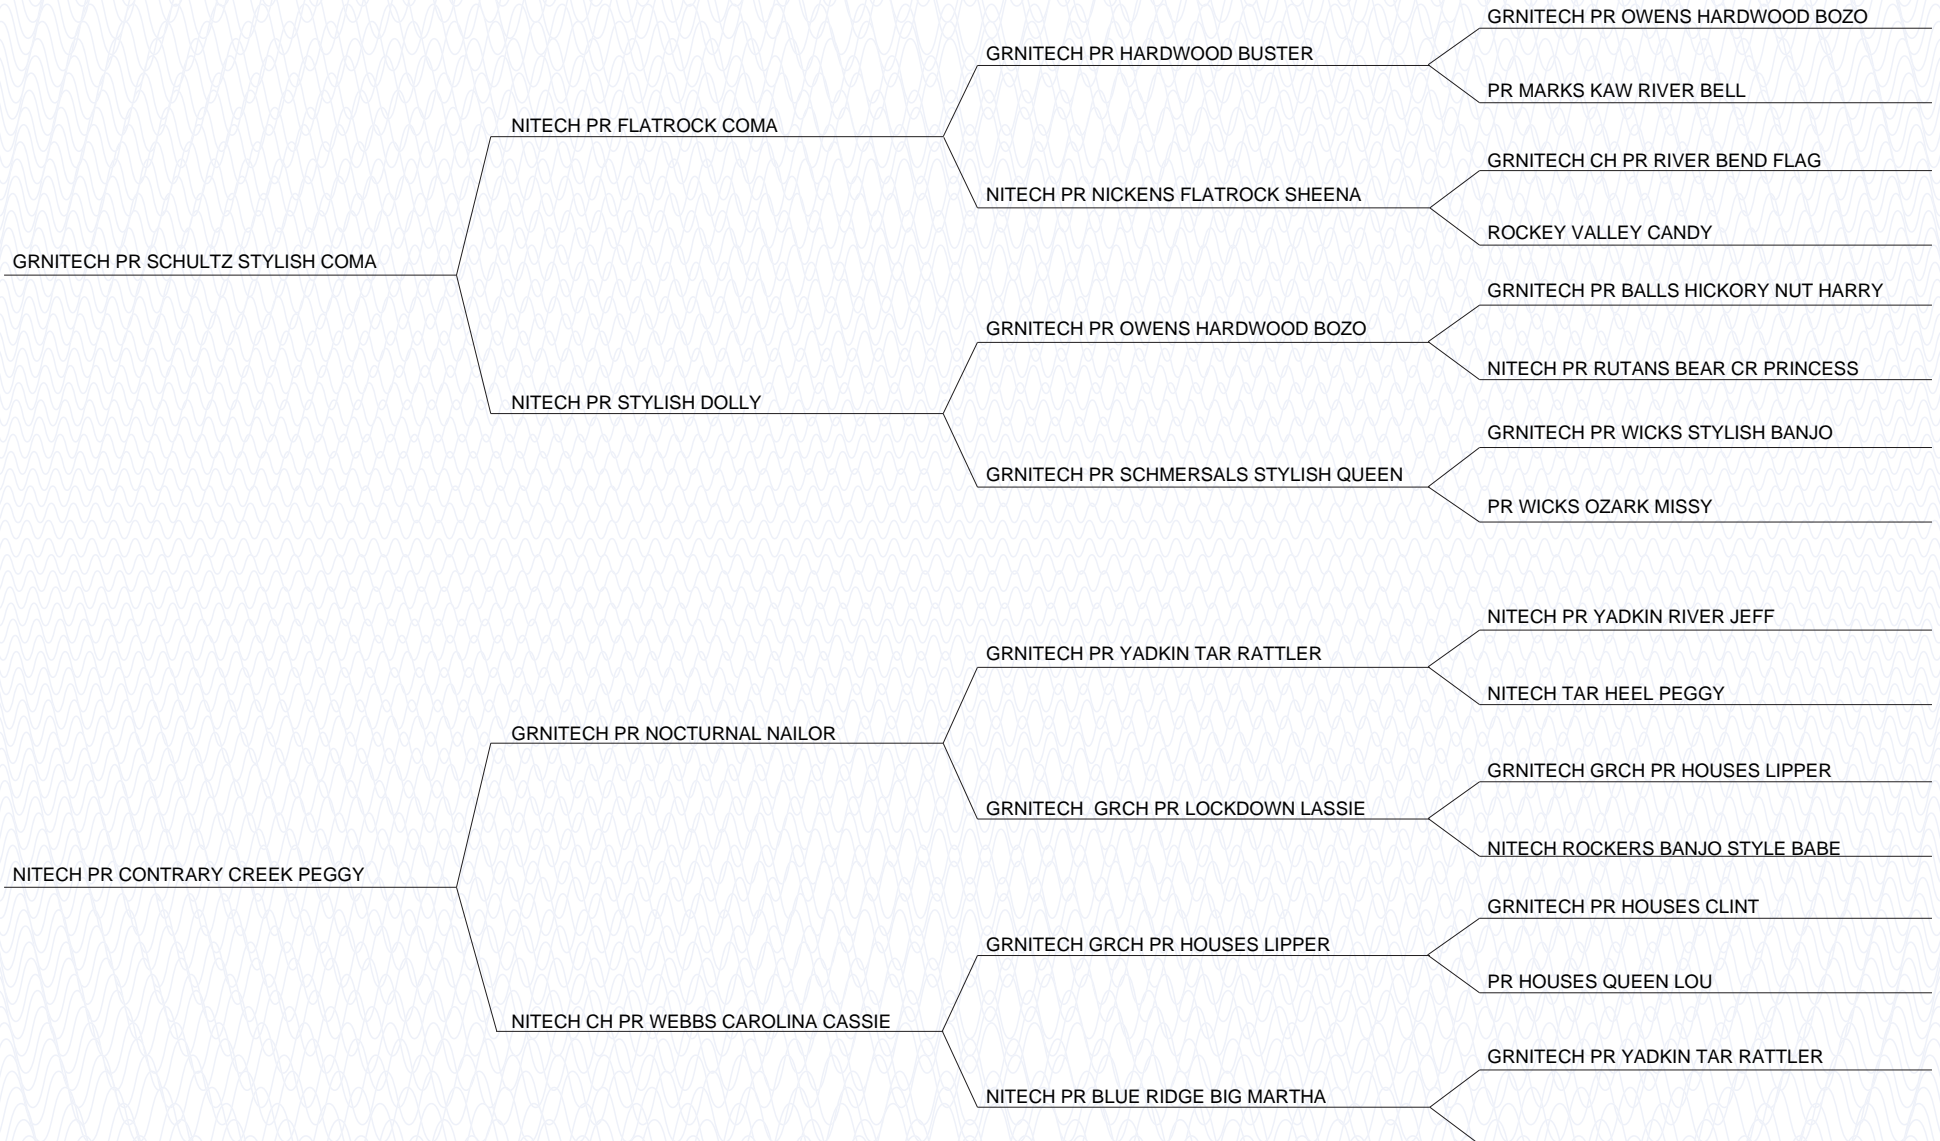 GRNITECH PR OWENS HARDWOOD BOZO
GRNITECH PR HARDWOOD BUSTER
PR MARKS KAW RIVER BELL
NITECH PR FLATROCK COMA
GRNITECH CH PR RIVER BEND FLAG
NITECH PR NICKENS FLATROCK SHEENA
ROCKEY VALLEY CANDY
GRNITECH PR SCHULTZ STYLISH COMA
GRNITECH PR BALLS HICKORY NUT HARRY
GRNITECH PR OWENS HARDWOOD BOZO
NITECH PR RUTANS BEAR CR PRINCESS
NITECH PR STYLISH DOLLY
GRNITECH PR WICKS STYLISH BANJO
GRNITECH PR SCHMERSALS STYLISH QUEEN
PR WICKS OZARK MISSY
NITECH PR YADKIN RIVER JEFF
GRNITECH PR YADKIN TAR RATTLER
NITECH TAR HEEL PEGGY
GRNITECH PR NOCTURNAL NAILOR
GRNITECH GRCH PR HOUSES LIPPER
GRNITECH  GRCH PR LOCKDOWN LASSIE
NITECH ROCKERS BANJO STYLE BABE
NITECH PR CONTRARY CREEK PEGGY
GRNITECH PR HOUSES CLINT
GRNITECH GRCH PR HOUSES LIPPER
PR HOUSES QUEEN LOU
NITECH CH PR WEBBS CAROLINA CASSIE
GRNITECH PR YADKIN TAR RATTLER
NITECH PR BLUE RIDGE BIG MARTHA